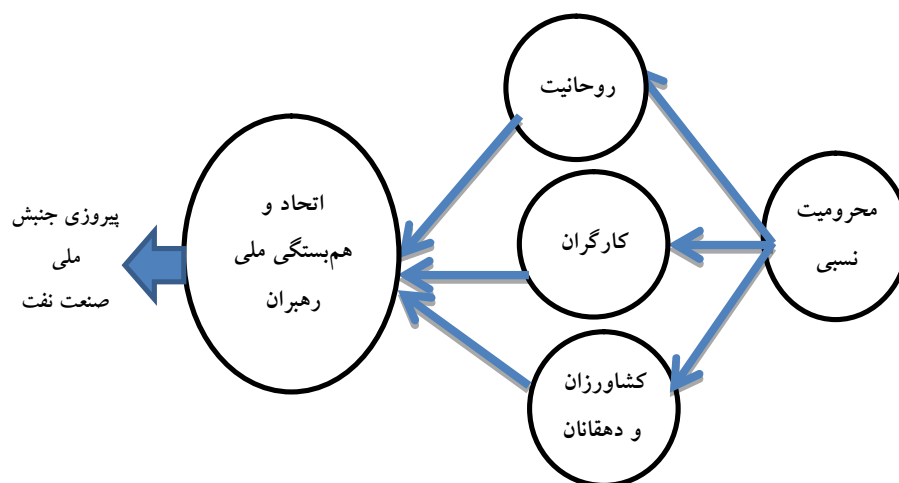 محرومیت
نسبی
روحانیت
کارگران
کشاورزان
و دهقانان
اتحاد و
هم‌بستگی ملی
رهبران
پیروزی جنبش
ملی
صنعت نفت